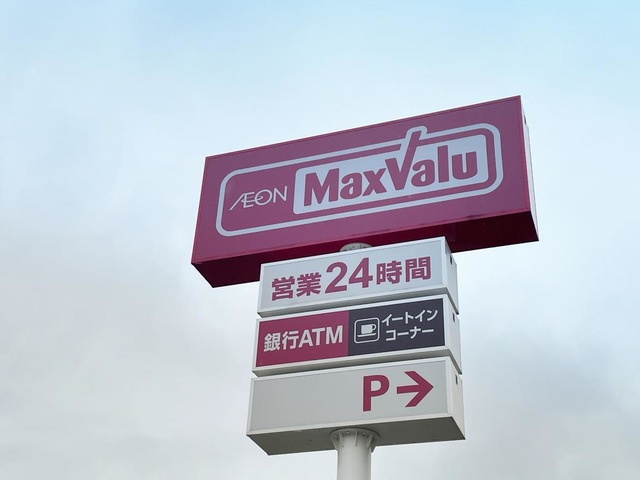 ÆON MaxValu
営業24時間
銀行ATM イートイン
コーナー
P→